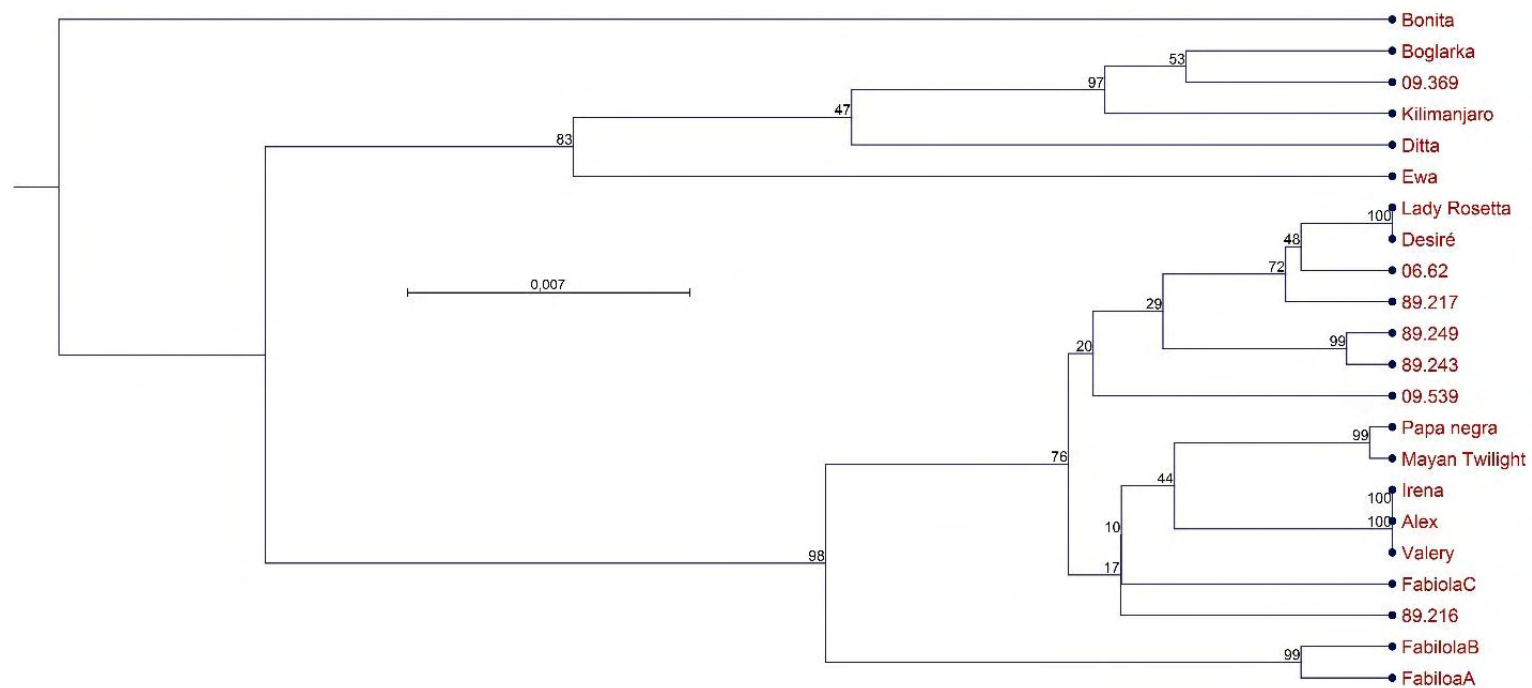 Bonita
Boglarka
53
09.369
97
Kilimanjaro
47
Ditta
83
Ewa
Lady Rosetta
100
Desiré
48
06.62
72
89.217
0,007
29
89.249
99
89.243
20
09.539
Papa negra
99
Mayan Twilight
76
44
Irena
100
Alex
100
Valery
10
17
FabiolaC
98
89.216
FabilolaB
99
FabiloaA